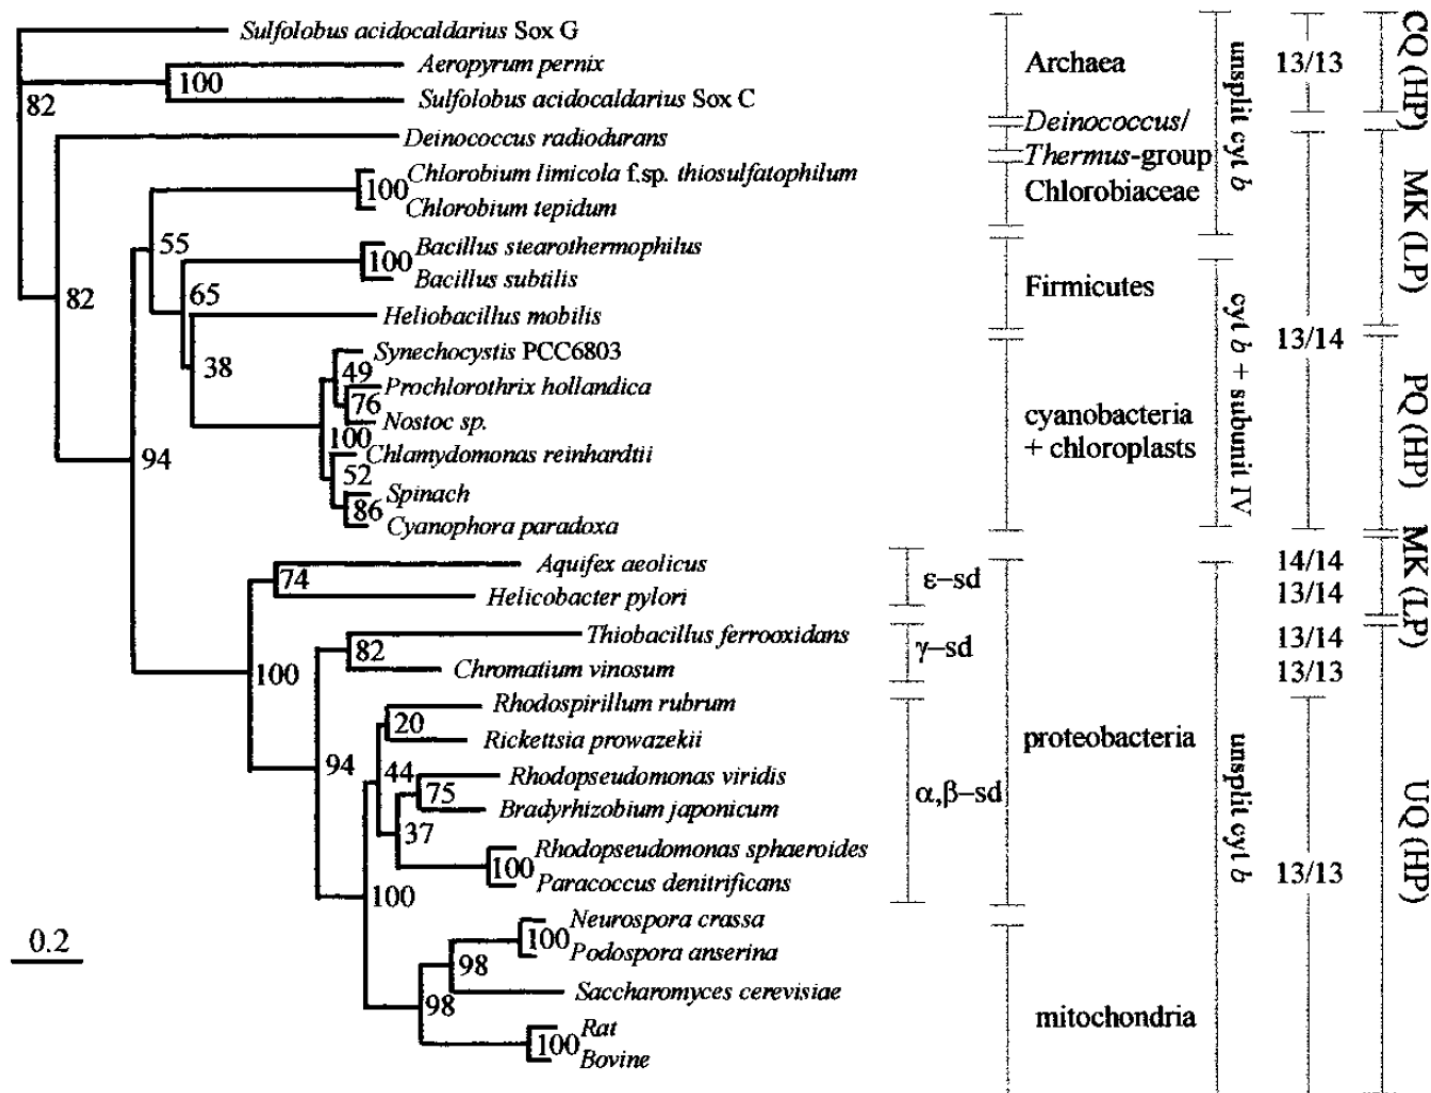 Sulfolobus acidocaldarius Sox G
Aeropyrum pernix
100
Sulfolobus acidocaldarius Sox C
82
Deinococcus radiodurans
Chlorobium limicola f.sp. thiosulfatophilum
100
Chlorobium tepidum
55
Bacillus stearothermophilus
100
Bacillus subtilis
82
65
Heliobacillus mobilis
38
Synechocystis PCC6803
49
Prochlorothrix hollandica
76
Nostoc sp.
100
Chlamydomonas reinhardtii
94
52
Spinach
86
Cyanophora paradoxa
Aquifex aeolicus
74
Helicobacter pylori
Thiobacillus ferrooxidans
82
Chromatium vinosum
100
Rhodospirillum rubrum
20
Rickettsia prowazekii
94
44
Rhodopseudomonas viridis
75
Bradyrhizobium japonicum
37
Rhodopseudomonas sphaeroides
100
Paracoccus denitrificans
100
Neurospora crassa
100
Podospora anserina
98
Saccharomyces cerevisiae
98
Rat
100
Bovine
0.2
ε–sd
γ–sd
α,β–sd
Archaea
Deinococcus/
Thermus-group
Chlorobiaceae
Firmicutes
cyanobacteria
+ chloroplasts
proteobacteria
mitochondria
unsplit cyt b
cyt b + subunit IV
unsplit cyt b
13/13
13/14
14/14
13/14
13/14
13/13
13/13
CQ (HP)
MK (LP)
PQ (HP)
MK (LP)
UQ (HP)